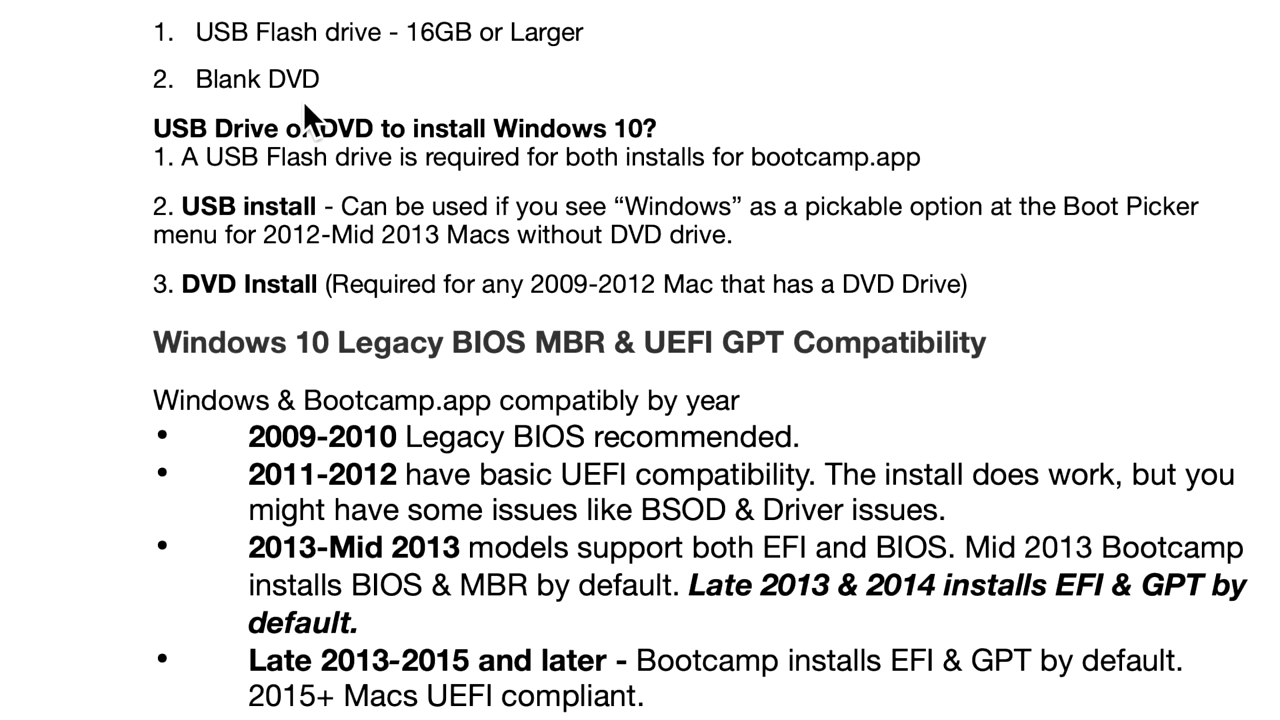 1. USB Flash drive - 16GB or Larger
2. Blank DVD
USB Drive or DVD to install Windows 10?
1. A USB Flash drive is required for both installs for bootcamp.app
2. USB install - Can be used if you see “Windows” as a pickable option at the Boot Picker
menu for 2012-Mid 2013 Macs without DVD drive.
3. DVD Install (Required for any 2009-2012 Mac that has a DVD Drive)
Windows 10 Legacy BIOS MBR & UEFI GPT Compatibility
Windows & Bootcamp.app compatibly by year
• 2009-2010 Legacy BIOS recommended.
• 2011-2012 have basic UEFI compatibility. The install does work, but you
might have some issues like BSOD & Driver issues.
• 2013-Mid 2013 models support both EFI and BIOS. Mid 2013 Bootcamp
installs BIOS & MBR by default. Late 2013 & 2014 installs EFI & GPT by
default.
• Late 2013-2015 and later - Bootcamp installs EFI & GPT by default.
2015+ Macs UEFI compliant.